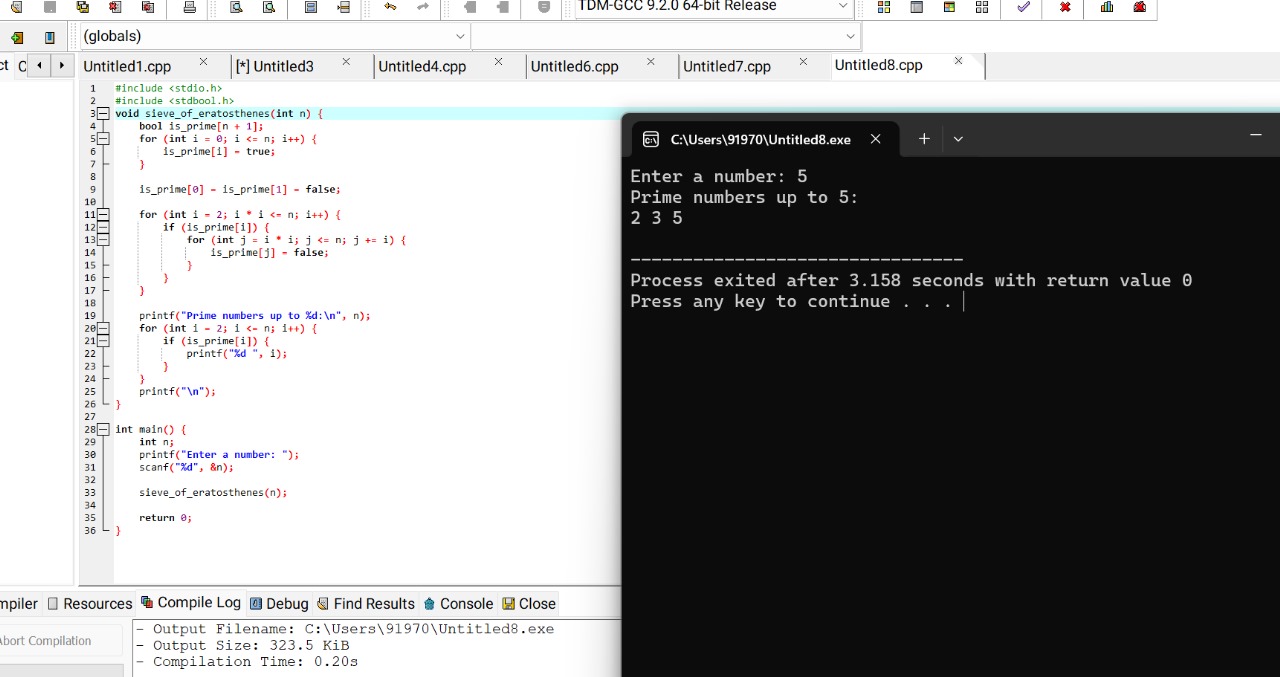 TDM-GCC 9.2.0 64-bit Release
(globals)
ct C Untitled1.cpp [*] Untitled3 Untitled4.cpp Untitled6.cpp Untitled7.cpp Untitled8.cpp
1 #include <stdio.h>
2 #include <stdbool.h>
3 void sieve_of_eratosthenes(int n) {
4 bool is_prime[n + 1];
5 for (int i = 0; i <= n; i++) {
6 is_prime[i] = true;
7 }
8
9 is_prime[0] = is_prime[1] = false;
10
11 for (int i = 2; i * i <= n; i++) {
12 if (is_prime[i]) {
13 for (int j = i * i; j <= n; j += i) {
14 is_prime[j] = false;
15 }
16 }
17 }
18
19 printf("Prime numbers up to %d:\n", n);
20 for (int i = 2; i <= n; i++) {
21 if (is_prime[i]) {
22 printf("%d ", i);
23 }
24 }
25 printf("\n");
26 }
27
28 int main() {
29 int n;
30 printf("Enter a number: ");
31 scanf("%d", &n);
32
33 sieve_of_eratosthenes(n);
34
35 return 0;
36 }
C:\Users\91970\Untitled8.exe
Enter a number: 5
Prime numbers up to 5:
2 3 5
--------------------------------
Process exited after 3.158 seconds with return value 0
Press any key to continue . . .
mpiler Resources Compile Log Debug Find Results Console Close
Abort Compilation
- Output Filename: C:\Users\91970\Untitled8.exe
- Output Size: 323.5 KiB
- Compilation Time: 0.20s